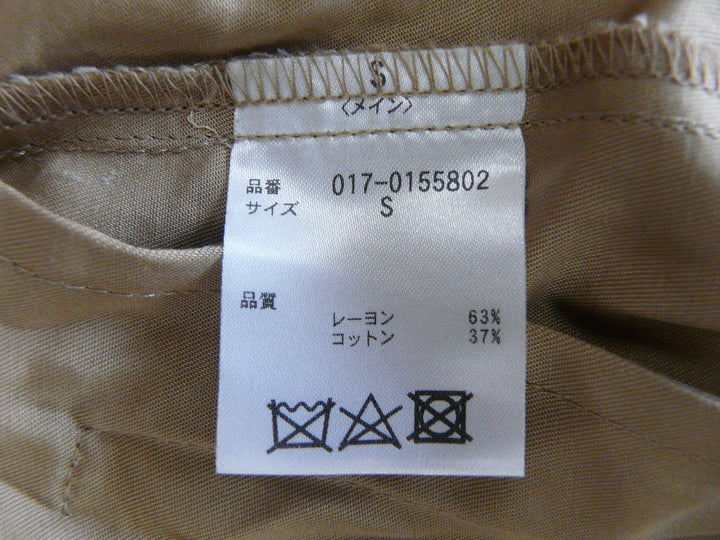 S
〈メイン〉
品番 017-0155802
サイズ S
品質
レーヨン 63%
コットン 37%